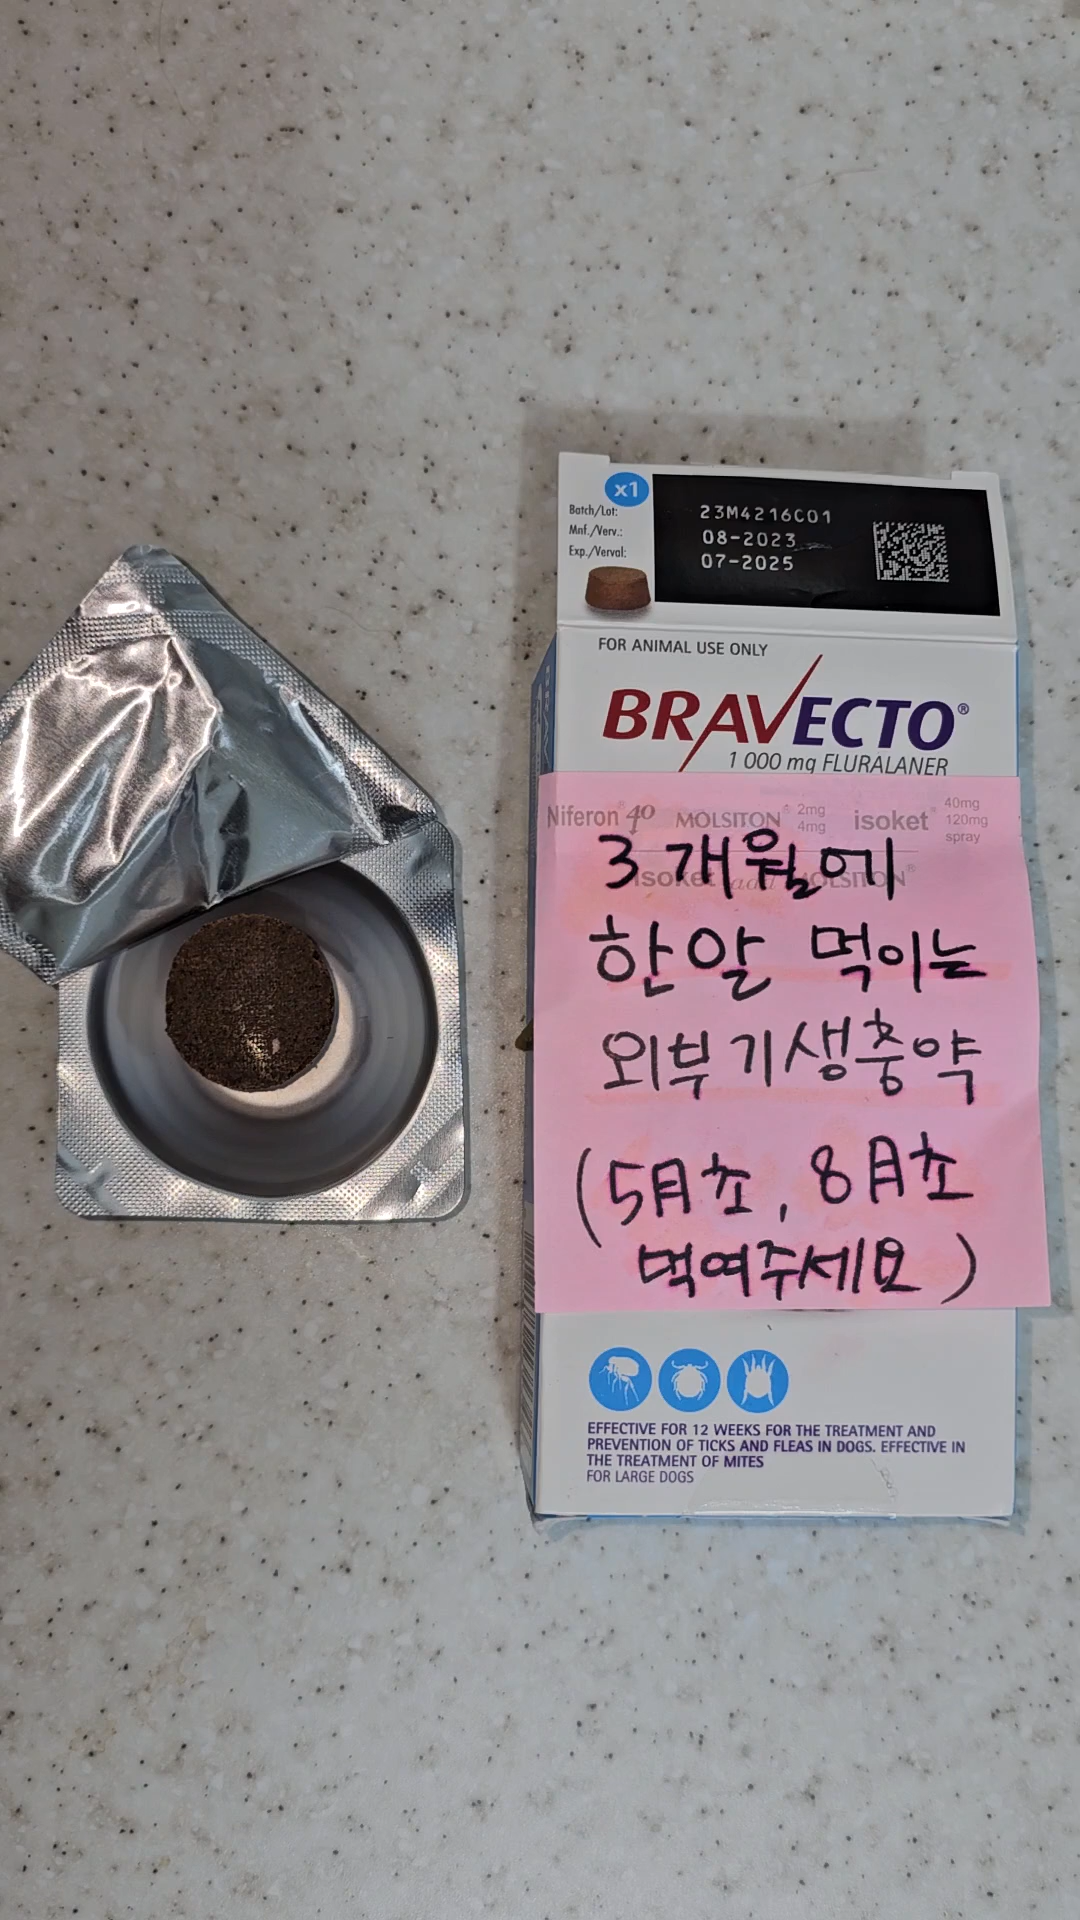 x1
Batch/Lot: 23M4216C01
Mnf./Verv.: 08-2023
Exp./Verval: 07-2025
FOR ANIMAL USE ONLY
BRAVECTO®
1 000 mg FLURALANER
Niferon® 40 MOLSITON® 2mg 4mg isoket® 40mg 120mg spray
isoket add MOLSITON®
3개월에
한알 먹이는
외부기생충약
(5月초, 8月초
먹여주세요)
EFFECTIVE FOR 12 WEEKS FOR THE TREATMENT AND
PREVENTION OF TICKS AND FLEAS IN DOGS. EFFECTIVE IN
THE TREATMENT OF MITES
FOR LARGE DOGS